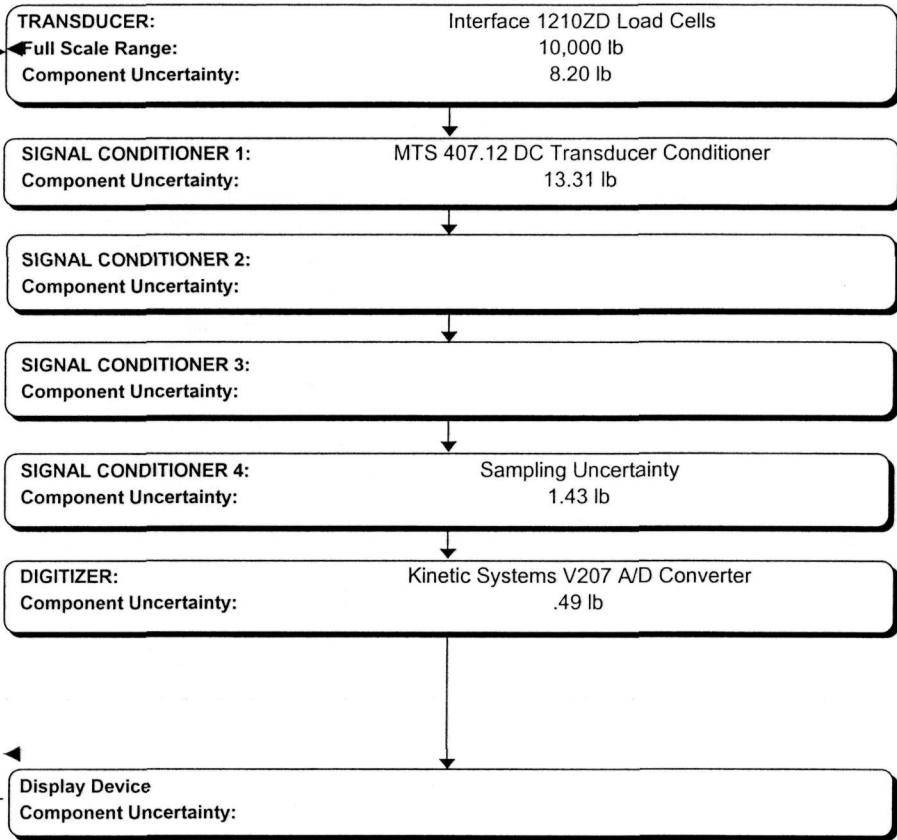 TRANSDUCER: Interface 1210ZD Load Cells
Full Scale Range: 10,000 lb
Component Uncertainty: 8.20 lb
SIGNAL CONDITIONER 1: MTS 407.12 DC Transducer Conditioner
Component Uncertainty: 13.31 lb
SIGNAL CONDITIONER 2:
Component Uncertainty:
SIGNAL CONDITIONER 3:
Component Uncertainty:
SIGNAL CONDITIONER 4: Sampling Uncertainty
Component Uncertainty: 1.43 lb
DIGITIZER: Kinetic Systems V207 A/D Converter
Component Uncertainty: .49 lb
Display Device
Component Uncertainty: